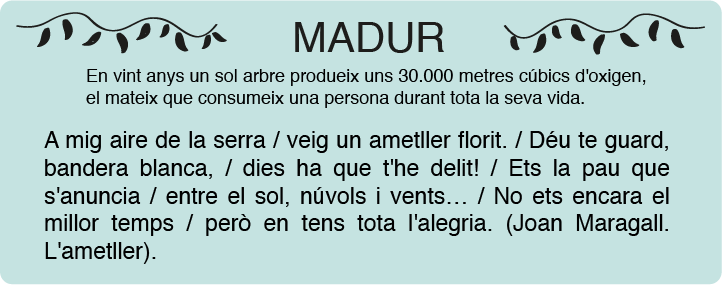 MADUR
En vint anys un sol arbre produeix uns 30.000 metres cúbics d'oxigen,
el mateix que consumeix una persona durant tota la seva vida.
A mig aire de la serra / veig un ametller florit. / Déu te guard,
bandera blanca, / dies ha que t'he delit! / Ets la pau que
s'anuncia / entre el sol, núvols i vents… / No ets encara el
millor temps / però en tens tota l'alegria. (Joan Maragall.
L'ametller).